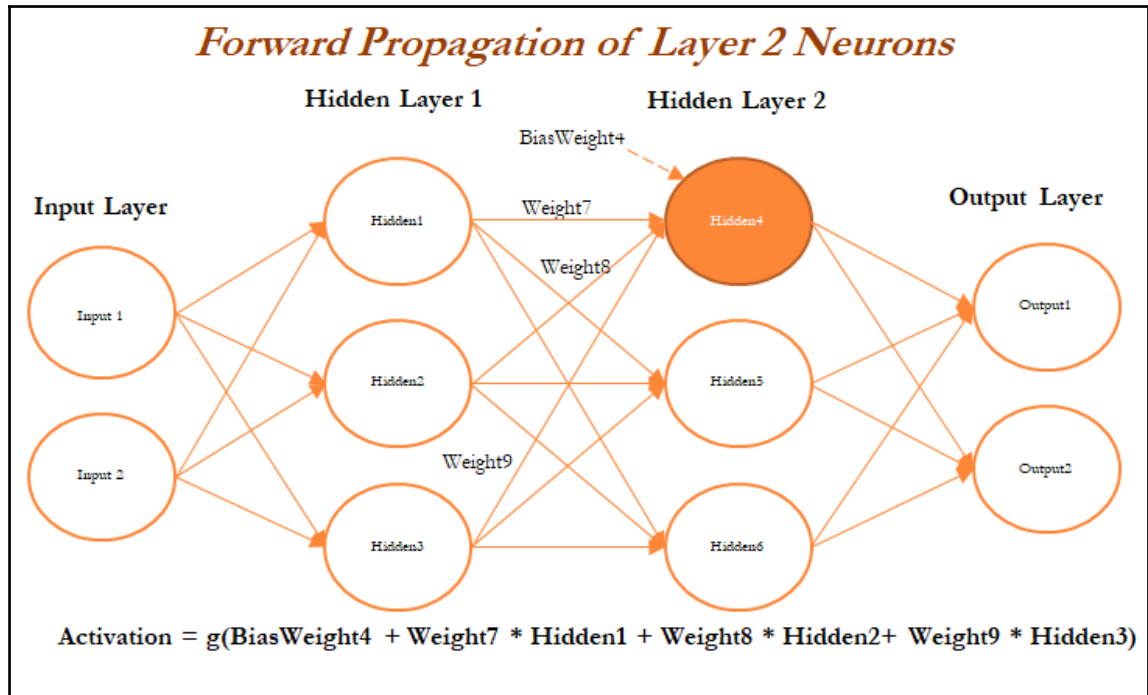 Forward Propagation of Layer 2 Neurons
Hidden Layer 1
Hidden Layer 2
BiasWeight4
Input Layer
Output Layer
Hidden1
Weight7
Hidden4
Weight8
Input 1
Output1
Hidden2
Hidden5
Weight9
Input 2
Output2
Hidden3
Hidden6
Activation = g(BiasWeight4 + Weight7 * Hidden1 + Weight8 * Hidden2+ Weight9 * Hidden3)